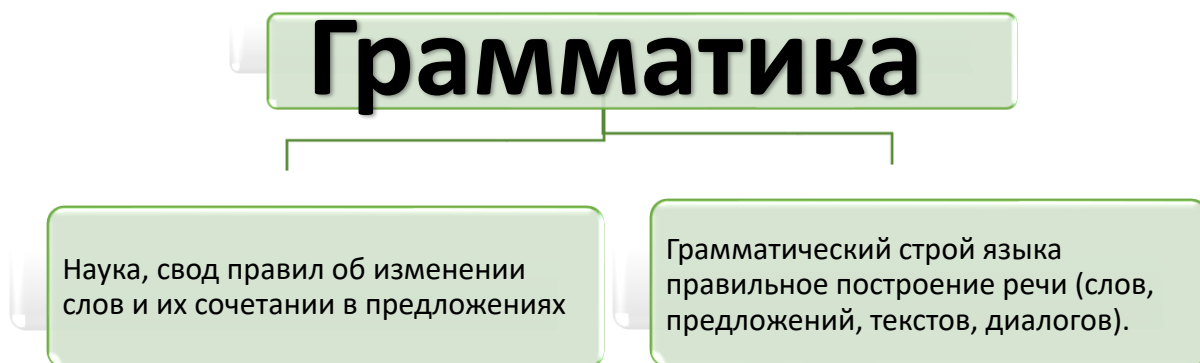 Грамматика
Наука, свод правил об изменении
слов и их сочетании в предложениях
Грамматический строй языка
правильное построение речи (слов,
предложений, текстов, диалогов).